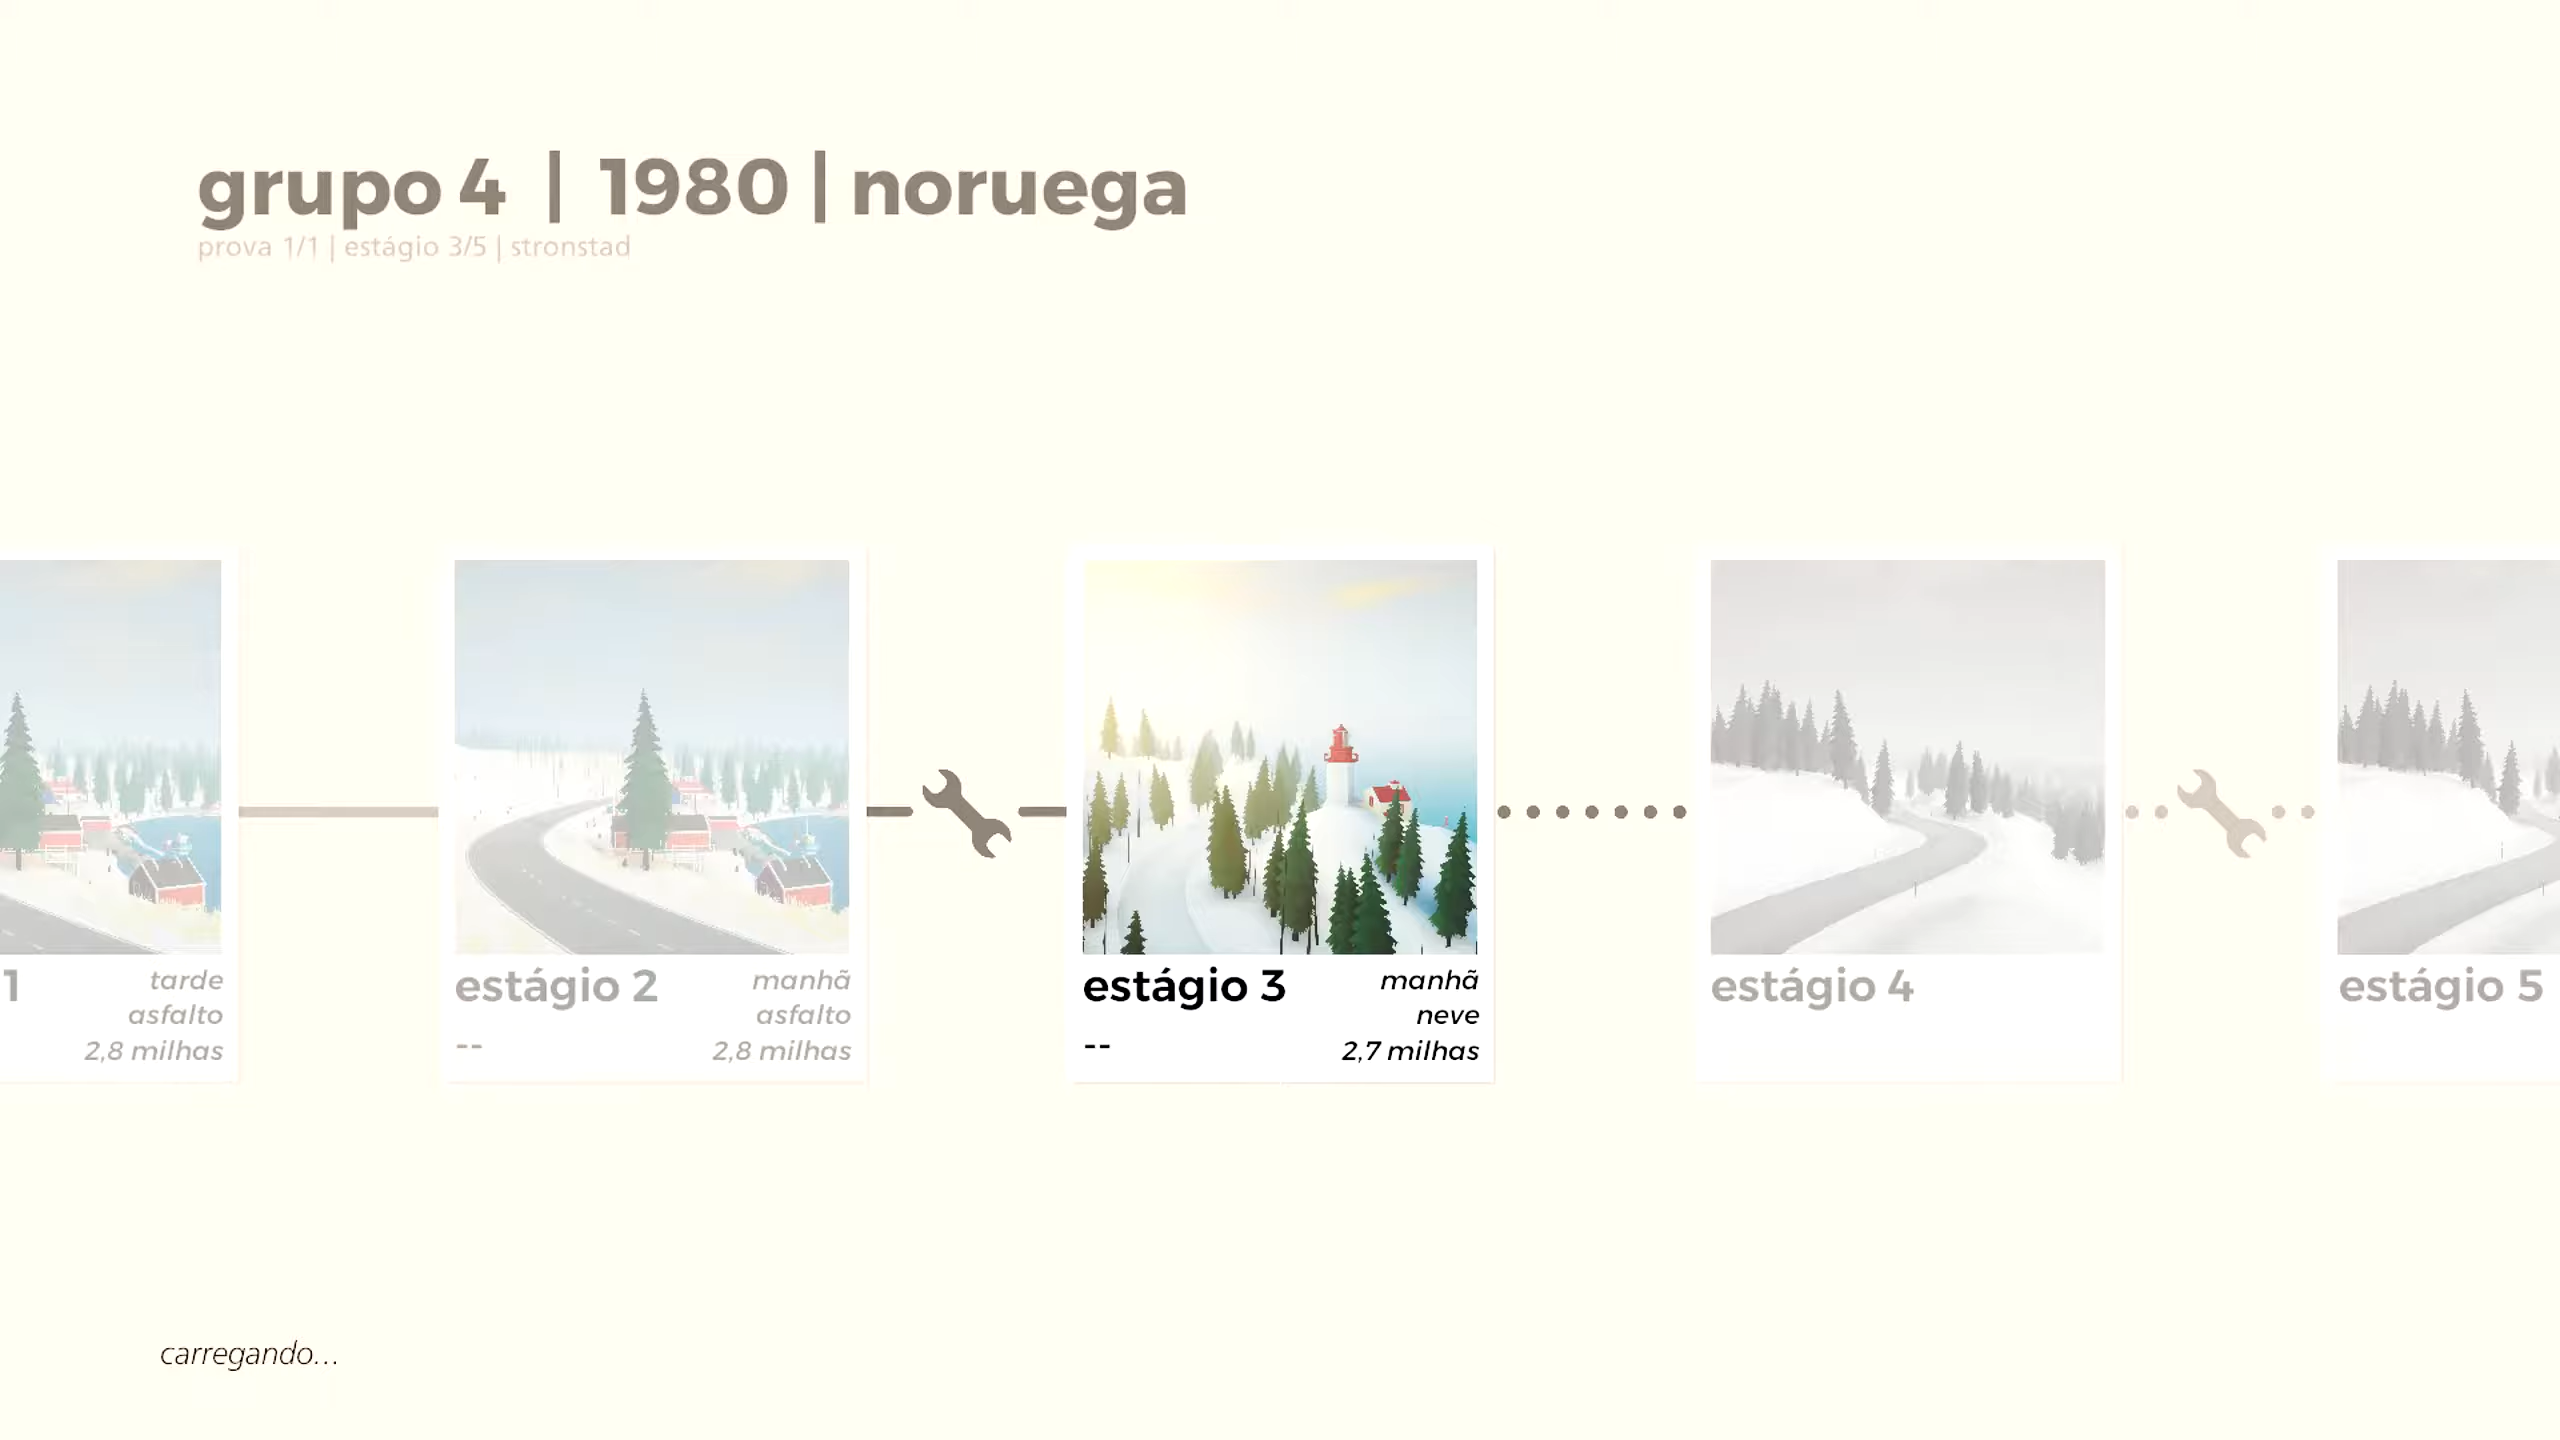 grupo 4 | 1980 | noruega
prova 1/1 | estágio 3/5 | stronstad
1
tarde
asfalto
2,8 milhas
estágio 2
manhã
asfalto
--
2,8 milhas
estágio 3
manhã
neve
--
2,7 milhas
estágio 4
estágio 5
carregando...